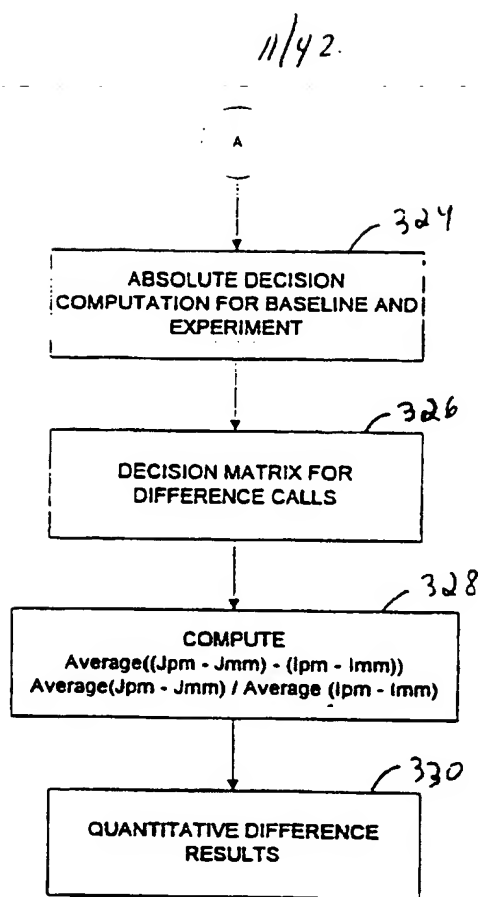 11/42.
A
324
ABSOLUTE DECISION
COMPUTATION FOR BASELINE AND
EXPERIMENT
326
DECISION MATRIX FOR
DIFFERENCE CALLS
328
COMPUTE
Average((Jpm - Jmm) - (Ipm - Imm))
Average(Jpm - Jmm) / Average (Ipm - Imm)
330
QUANTITATIVE DIFFERENCE
RESULTS